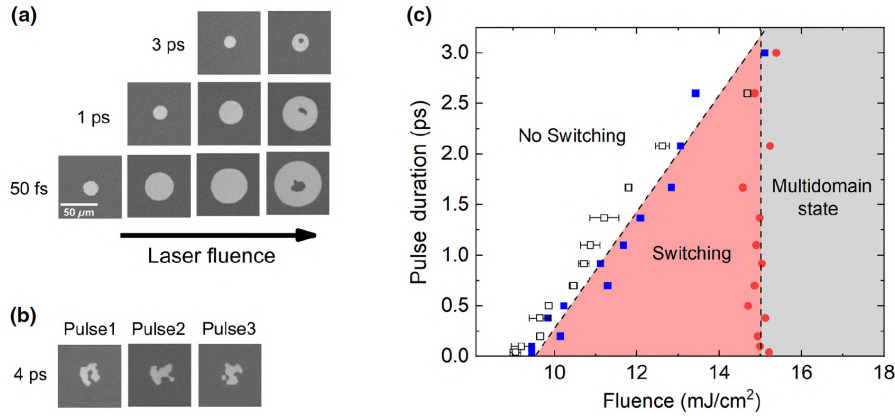 (a)
3 ps
1 ps
50 fs
50 μm
Laser fluence
(b)
Pulse1 Pulse2 Pulse3
4 ps
(c)
Pulse duration (ps)
3.0
2.5
2.0
1.5
1.0
0.5
0.0
No Switching
Switching
Multidomain
state
10 12 14 16 18
Fluence (mJ/cm²)